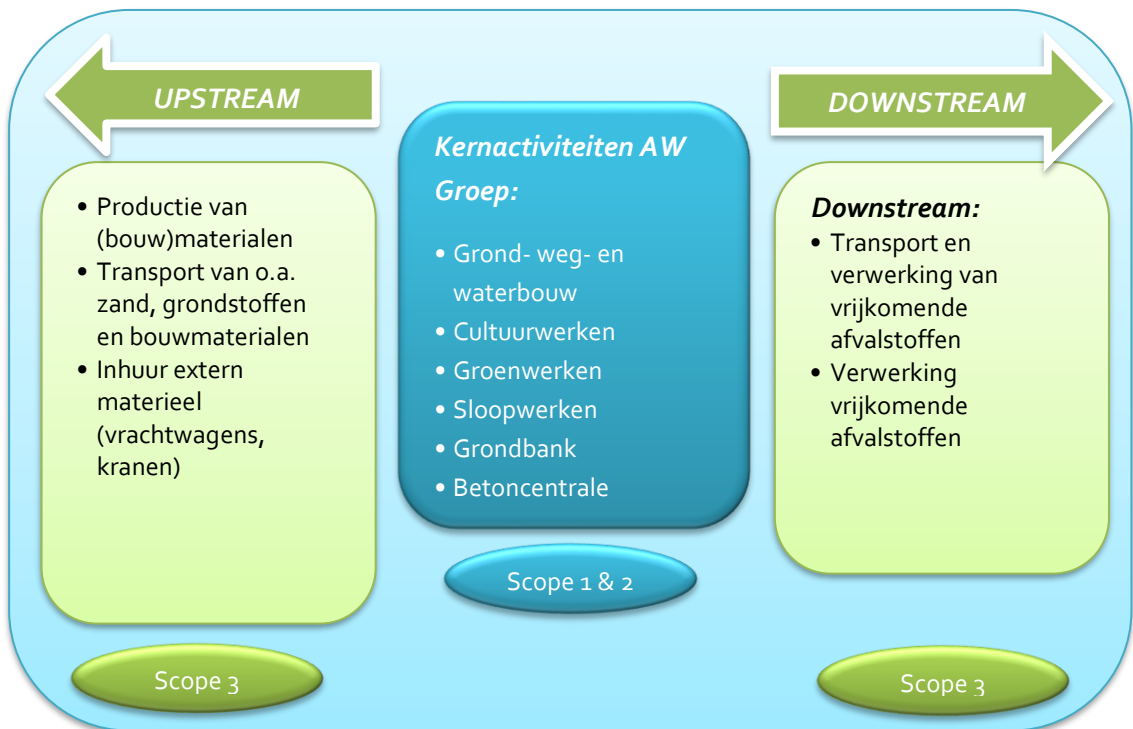 UPSTREAM
• Productie van
(bouw)materialen
• Transport van o.a.
zand, grondstoffen
en bouwmaterialen
• Inhuur extern
materieel
(vrachtwagens,
kranen)
Scope 3
Kernactiviteiten AW
Groep:
• Grond- weg- en
waterbouw
• Cultuurwerken
• Groenwerken
• Sloopwerken
• Grondbank
• Betoncentrale
Scope 1 & 2
DOWNSTREAM
Downstream:
• Transport en
verwerking van
vrijkomende
afvalstoffen
• Verwerking
vrijkomende
afvalstoffen
Scope 3